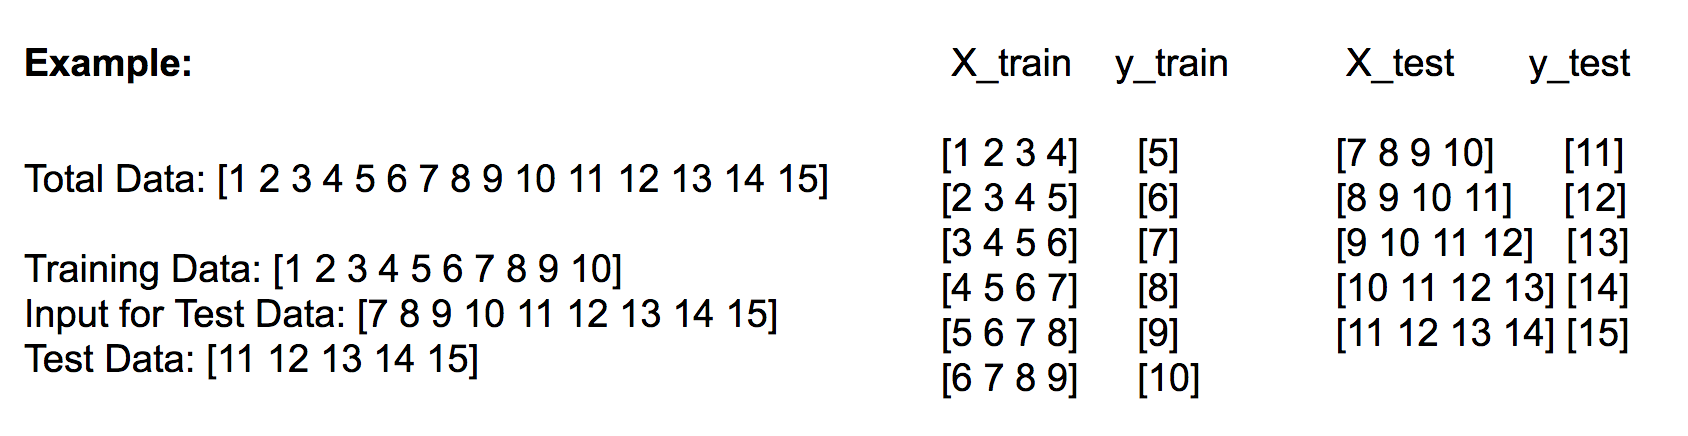 Example:
Total Data: [1 2 3 4 5 6 7 8 9 10 11 12 13 14 15]
Training Data: [1 2 3 4 5 6 7 8 9 10]
Input for Test Data: [7 8 9 10 11 12 13 14 15]
Test Data: [11 12 13 14 15]
X_train y_train
[1 2 3 4] [5]
[2 3 4 5] [6]
[3 4 5 6] [7]
[4 5 6 7] [8]
[5 6 7 8] [9]
[6 7 8 9] [10]
X_test y_test
[7 8 9 10] [11]
[8 9 10 11] [12]
[9 10 11 12] [13]
[10 11 12 13] [14]
[11 12 13 14] [15]